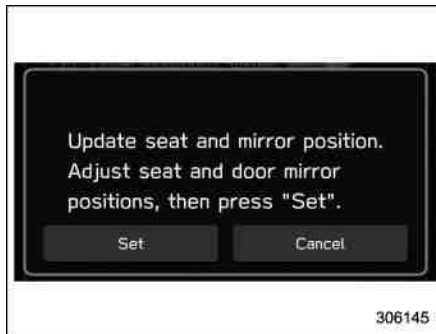 Update seat and mirror position.
Adjust seat and door mirror
positions, then press "Set".
Set
Cancel
306145